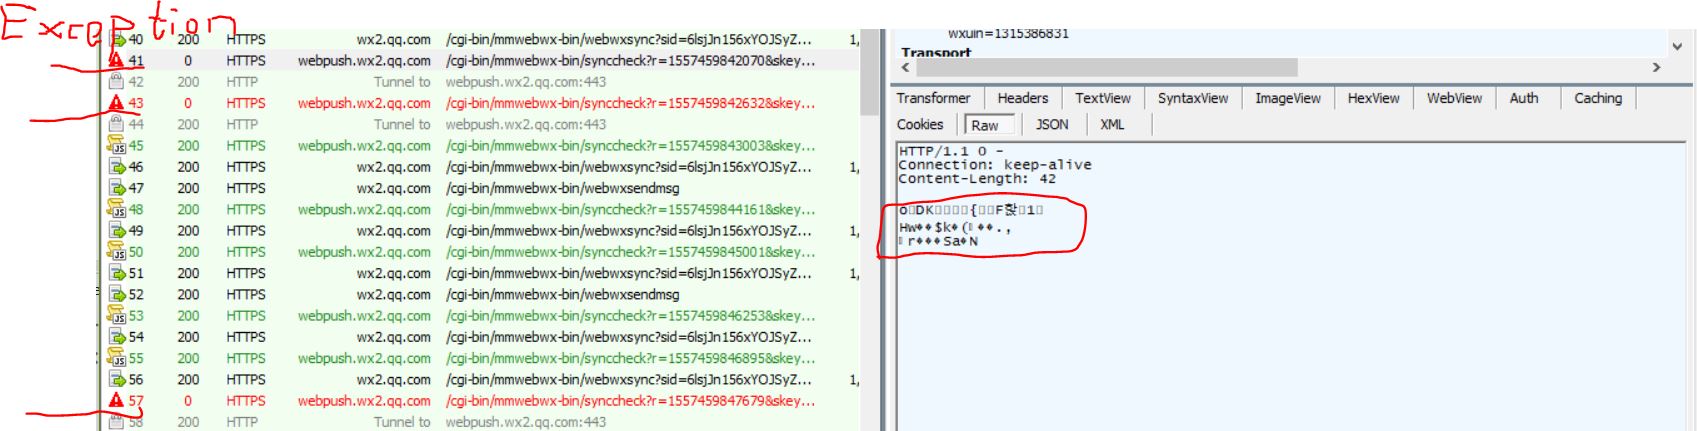 Exception
40 200 HTTPS wx2.qq.com /cgi-bin/mmwebwx-bin/webwxsync?sid=6lsjJn156xYOJSyZ... 1,
41 0 HTTPS webpush.wx2.qq.com /cgi-bin/mmwebwx-bin/synccheck?r=1557459842070&skey...
42 200 HTTP Tunnel to webpush.wx2.qq.com:443
43 0 HTTPS webpush.wx2.qq.com /cgi-bin/mmwebwx-bin/synccheck?r=1557459842632&skey...
44 200 HTTP Tunnel to webpush.wx2.qq.com:443
45 200 HTTPS webpush.wx2.qq.com /cgi-bin/mmwebwx-bin/synccheck?r=1557459843003&skey...
46 200 HTTPS wx2.qq.com /cgi-bin/mmwebwx-bin/webwxsync?sid=6lsjJn156xYOJSyZ... 1,
47 200 HTTPS wx2.qq.com /cgi-bin/mmwebwx-bin/webwxsendmsg
48 200 HTTPS webpush.wx2.qq.com /cgi-bin/mmwebwx-bin/synccheck?r=1557459844161&skey...
49 200 HTTPS wx2.qq.com /cgi-bin/mmwebwx-bin/webwxsync?sid=6lsjJn156xYOJSyZ... 1,
50 200 HTTPS webpush.wx2.qq.com /cgi-bin/mmwebwx-bin/synccheck?r=1557459845001&skey...
51 200 HTTPS wx2.qq.com /cgi-bin/mmwebwx-bin/webwxsync?sid=6lsjJn156xYOJSyZ... 1,
52 200 HTTPS wx2.qq.com /cgi-bin/mmwebwx-bin/webwxsendmsg
53 200 HTTPS webpush.wx2.qq.com /cgi-bin/mmwebwx-bin/synccheck?r=1557459846253&skey...
54 200 HTTPS wx2.qq.com /cgi-bin/mmwebwx-bin/webwxsync?sid=6lsjJn156xYOJSyZ... 1,
55 200 HTTPS webpush.wx2.qq.com /cgi-bin/mmwebwx-bin/synccheck?r=1557459846895&skey...
56 200 HTTPS wx2.qq.com /cgi-bin/mmwebwx-bin/webwxsync?sid=6lsjJn156xYOJSyZ... 1,
57 0 HTTPS webpush.wx2.qq.com /cgi-bin/mmwebwx-bin/synccheck?r=1557459847679&skey...
58 200 HTTP Tunnel to webpush.wx2.qq.com:443
wxuin=1315386831
Transport
Transformer Headers TextView SyntaxView ImageView HexView WebView Auth Caching
Cookies Raw JSON XML
HTTP/1.1 0 -
Connection: keep-alive
Content-Length: 42
Hw��$k�(▯��.,
▯r���Sa�N